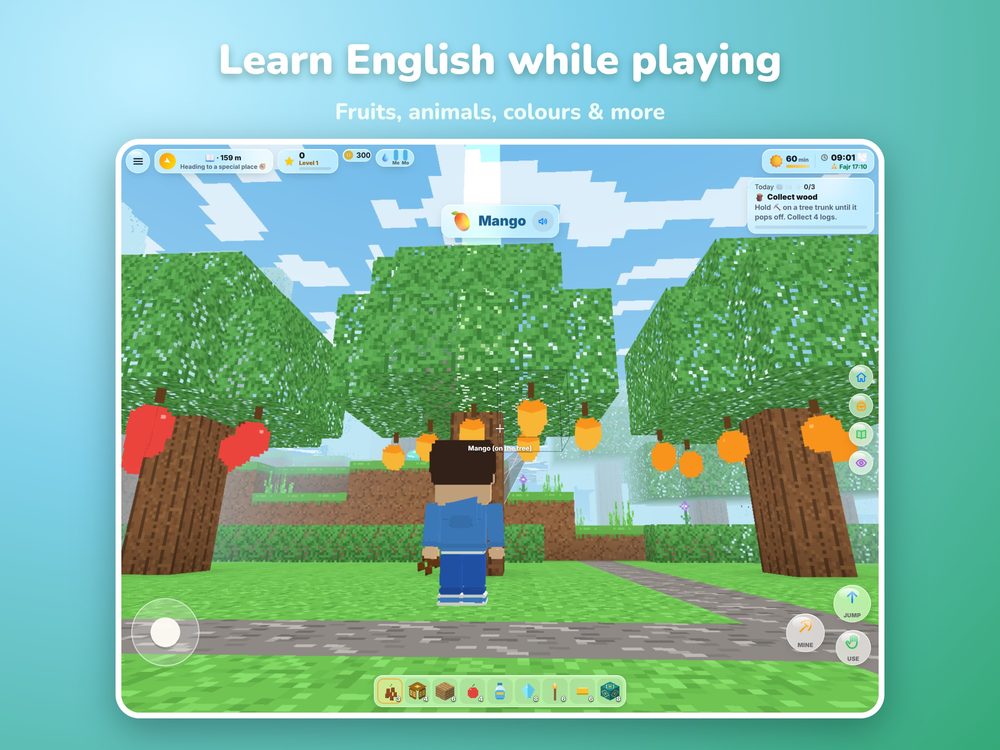 Learn English while playing
Fruits, animals, colours & more
· 159 m
Heading to a special place
0
Level 1
300
Me Me
60 min
09:01
Fajr 17:10
Today
0/3
Collect wood
Hold on a tree trunk until it
pops off. Collect 4 logs.
Mango
Mango (on the tree)
JUMP
MINE
USE